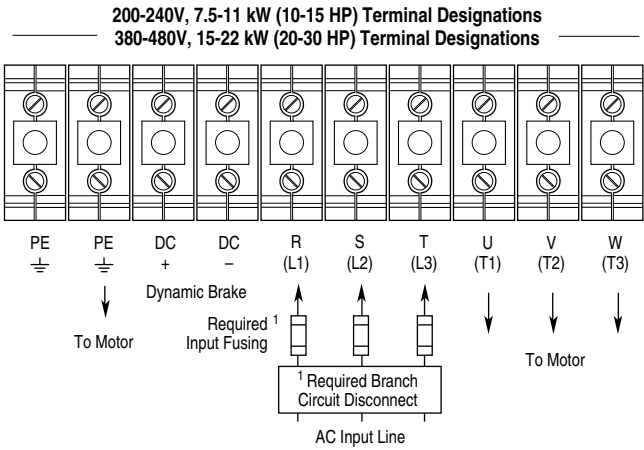 200-240V, 7.5-11 kW (10-15 HP) Terminal Designations
380-480V, 15-22 kW (20-30 HP) Terminal Designations
PE PE DC DC R S T U V W
+ – (L1) (L2) (L3) (T1) (T2) (T3)
Dynamic Brake
To Motor
Required 1
Input Fusing
To Motor
1 Required Branch
Circuit Disconnect
AC Input Line